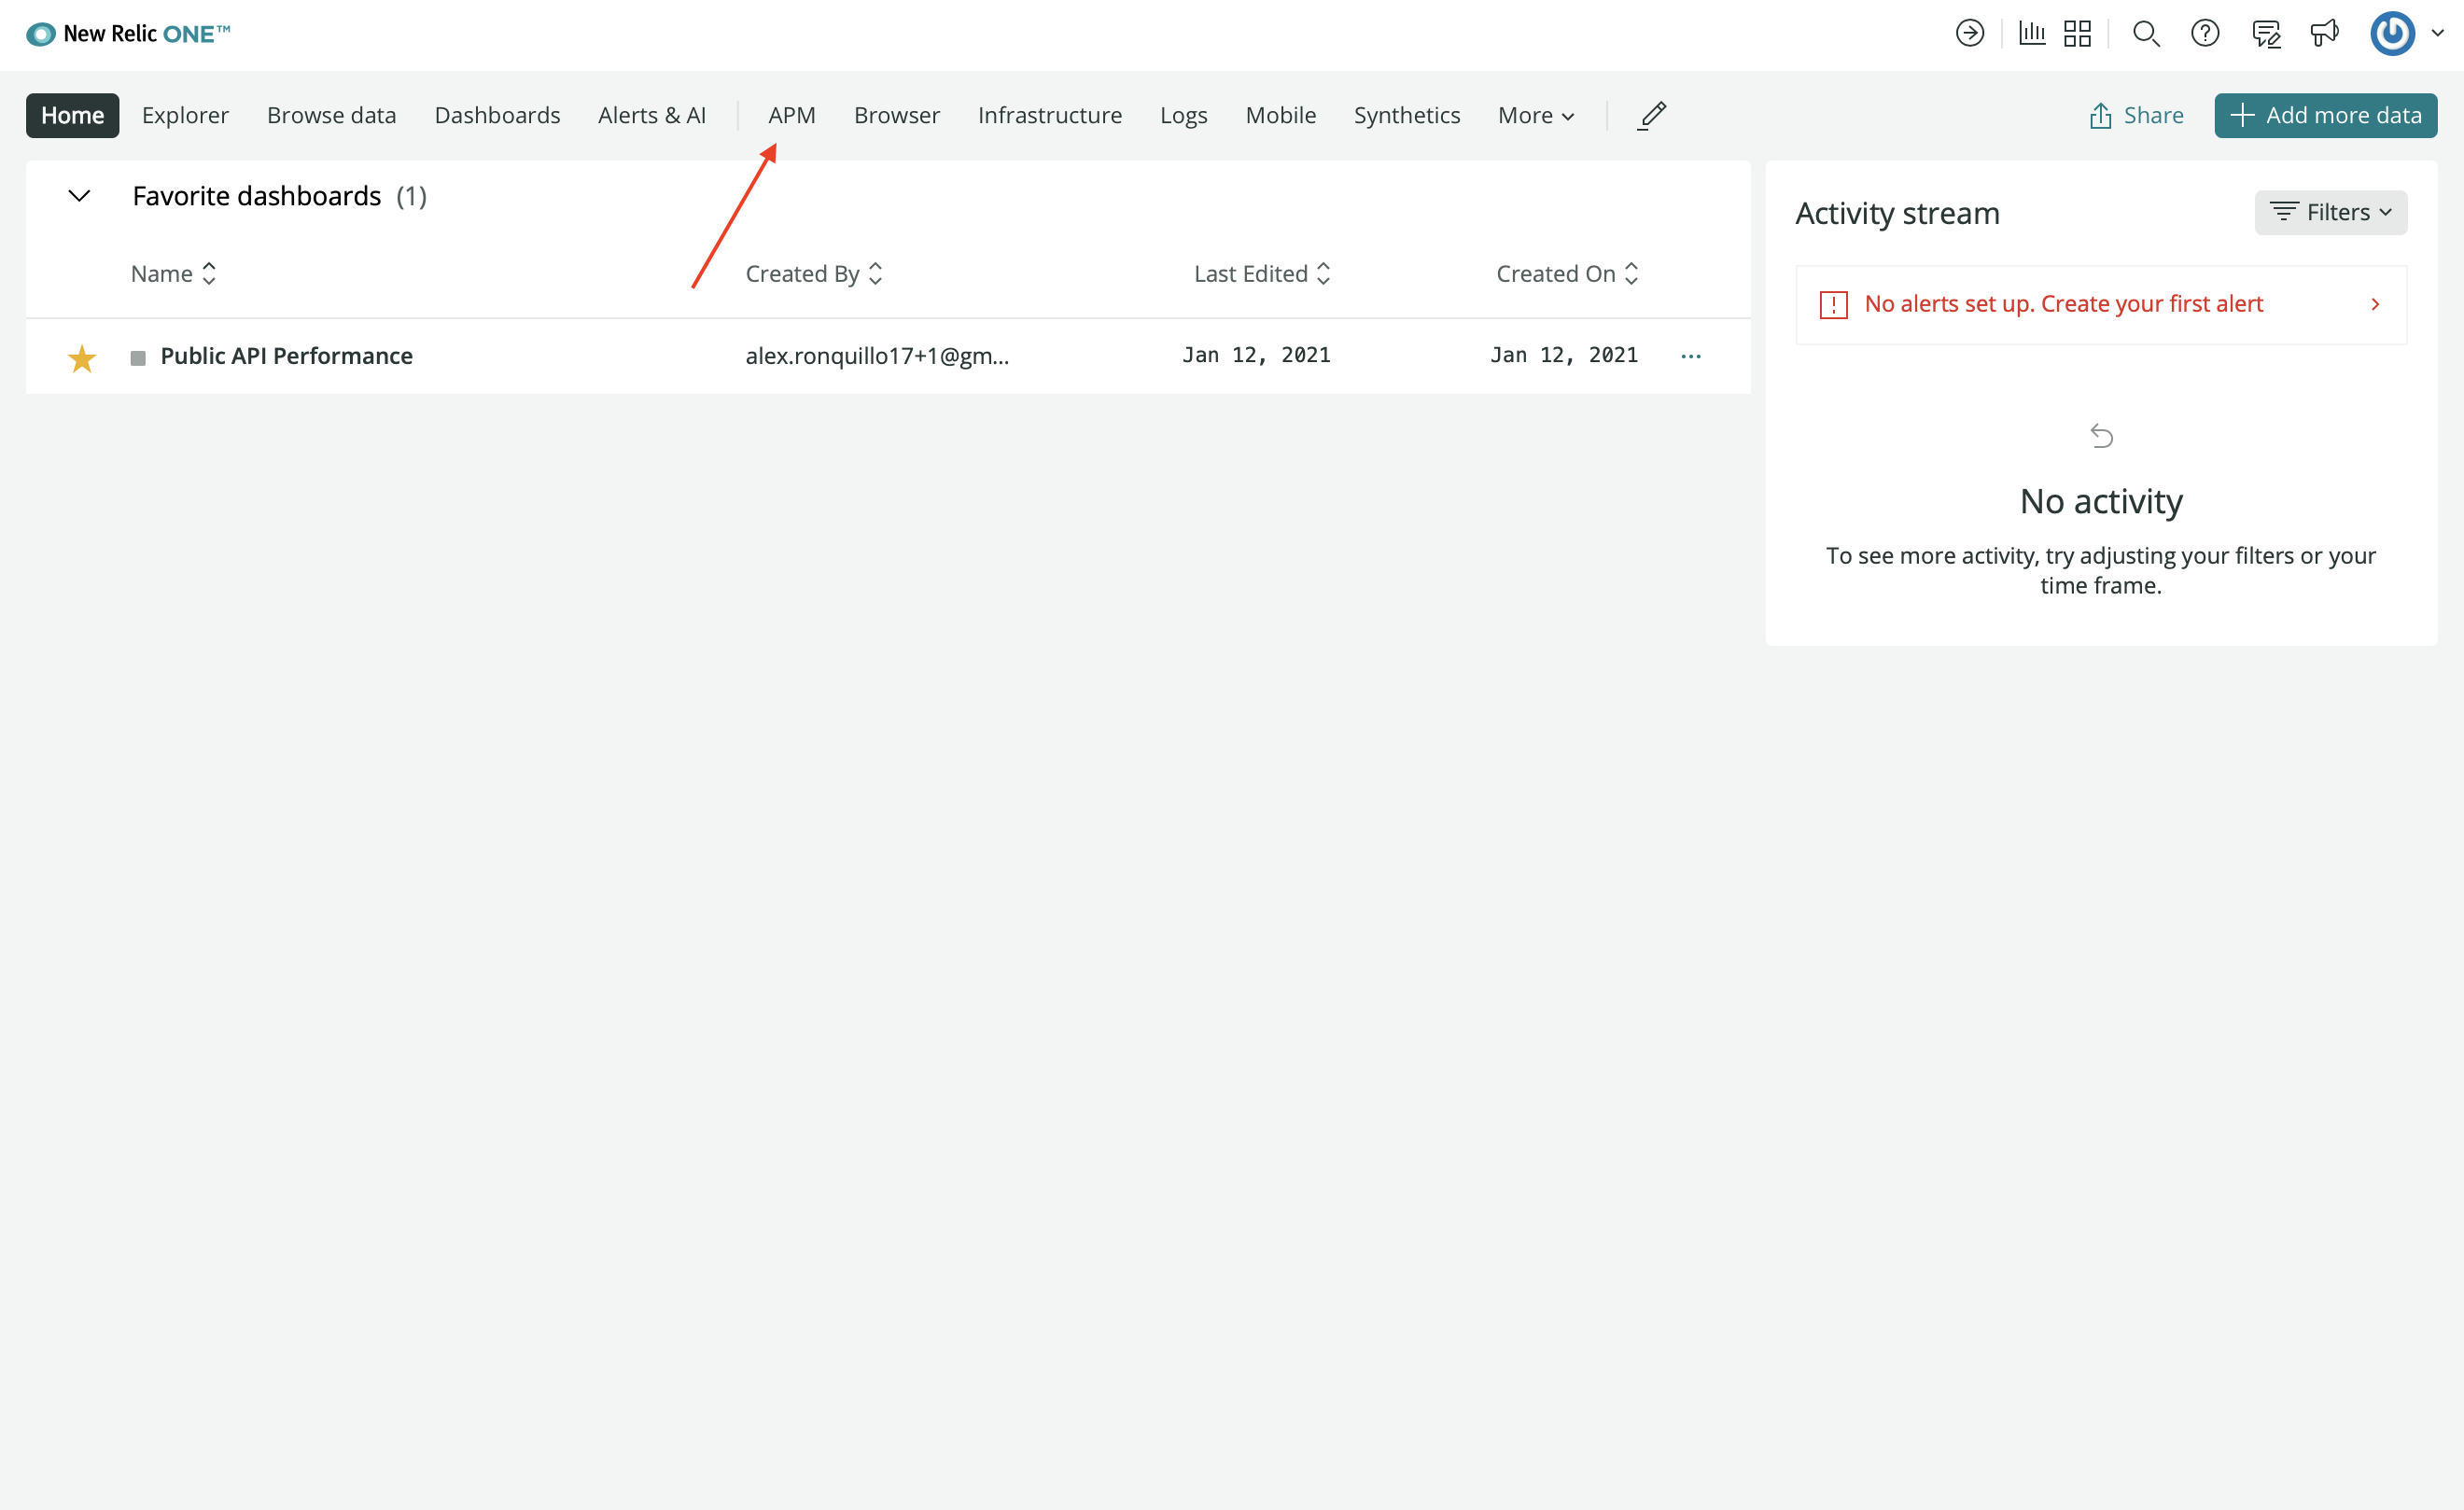 New Relic ONE™
Home Explorer Browse data Dashboards Alerts & AI APM Browser Infrastructure Logs Mobile Synthetics More Share Add more data
Favorite dashboards (1)
Name Created By Last Edited Created On
Public API Performance alex.ronquillo17+1@gm... Jan 12, 2021 Jan 12, 2021 ...
Activity stream Filters
No alerts set up. Create your first alert
No activity
To see more activity, try adjusting your filters or your
time frame.